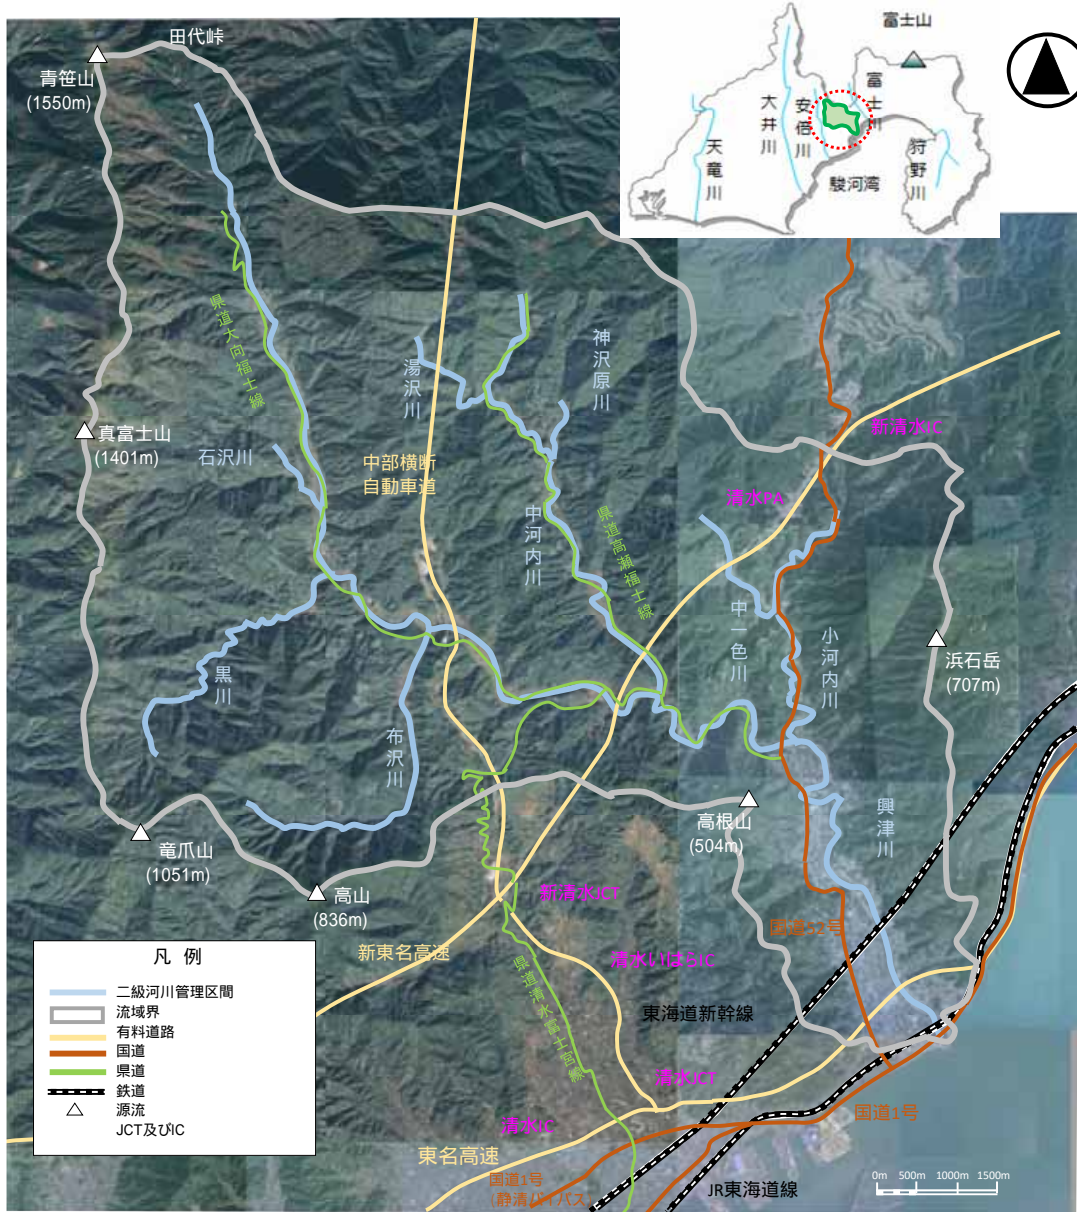 田代峠
青笹山
(1550m)
富士山
富士川
安倍川
大井川
天竜川
狩野川
駿河湾
県道大向福士線
湯沢川
神沢原川
真富士山
(1401m)
石沢川
中部横断
自動車道
新清水IC
清水PA
中河内川
県道高瀬福士線
中一色川
小河内川
浜石岳
(707m)
黒川
布沢川
興津川
高根山
(504m)
竜爪山
(1051m)
高山
(836m)
新清水JCT
国道52号
新東名高速
清水いはらIC
県道清水富士宮線
東海道新幹線
清水JCT
国道1号
清水IC
東名高速
国道1号
(静清バイパス)
JR東海道線
凡 例
二級河川管理区間
流域界
有料道路
国道
県道
鉄道
源流
JCT及びIC
0m 500m 1000m 1500m